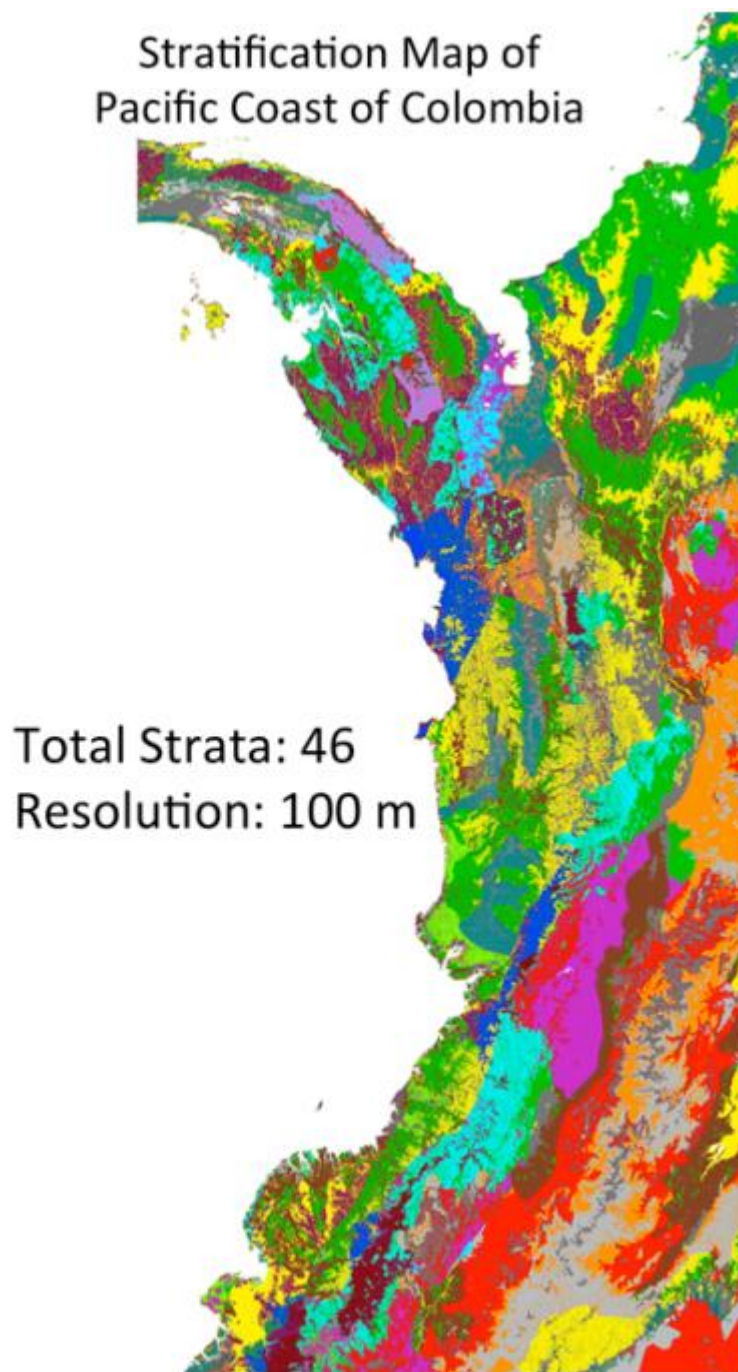 Stratification Map of
Pacific Coast of Colombia
Total Strata: 46
Resolution: 100 m